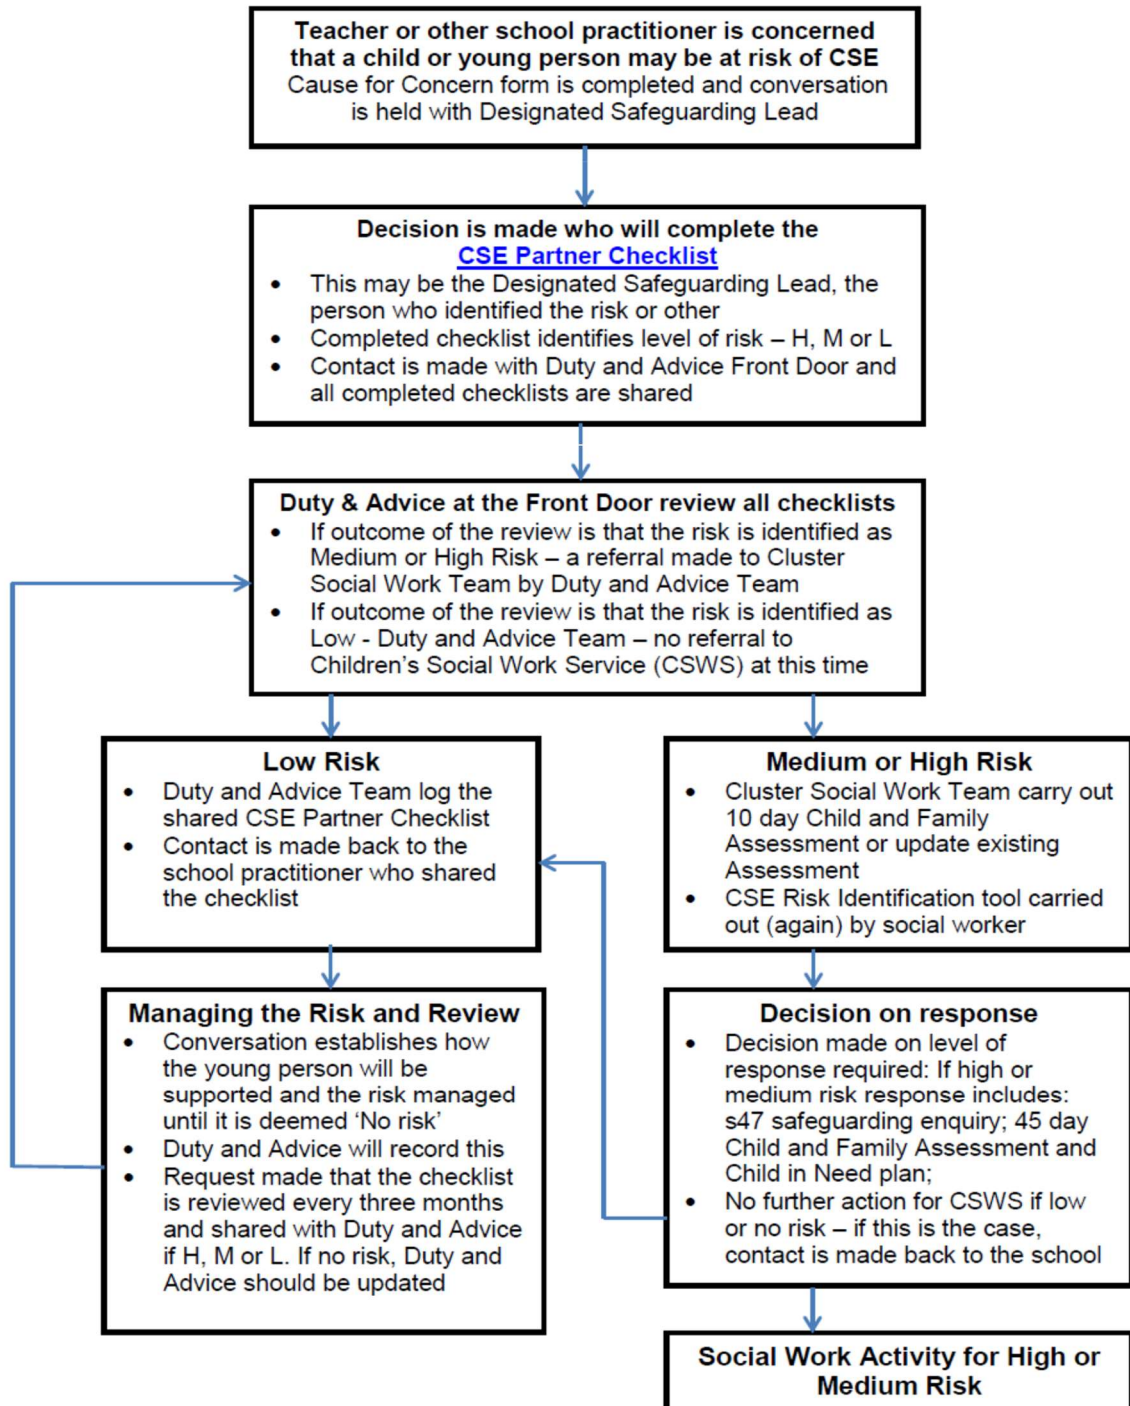 Teacher or other school practitioner is concerned
that a child or young person may be at risk of CSE
Cause for Concern form is completed and conversation
is held with Designated Safeguarding Lead
Decision is made who will complete the
CSE Partner Checklist
• This may be the Designated Safeguarding Lead, the
person who identified the risk or other
• Completed checklist identifies level of risk – H, M or L
• Contact is made with Duty and Advice Front Door and
all completed checklists are shared
Duty & Advice at the Front Door review all checklists
• If outcome of the review is that the risk is identified as
Medium or High Risk – a referral made to Cluster
Social Work Team by Duty and Advice Team
• If outcome of the review is that the risk is identified as
Low - Duty and Advice Team – no referral to
Children's Social Work Service (CSWS) at this time
Low Risk
• Duty and Advice Team log the
shared CSE Partner Checklist
• Contact is made back to the
school practitioner who shared
the checklist
Medium or High Risk
• Cluster Social Work Team carry out
10 day Child and Family
Assessment or update existing
Assessment
• CSE Risk Identification tool carried
out (again) by social worker
Managing the Risk and Review
• Conversation establishes how
the young person will be
supported and the risk managed
until it is deemed 'No risk'
• Duty and Advice will record this
• Request made that the checklist
is reviewed every three months
and shared with Duty and Advice
if H, M or L. If no risk, Duty and
Advice should be updated
Decision on response
• Decision made on level of
response required: If high or
medium risk response includes:
s47 safeguarding enquiry; 45 day
Child and Family Assessment and
Child in Need plan;
• No further action for CSWS if low
or no risk – if this is the case,
contact is made back to the school
Social Work Activity for High or
Medium Risk